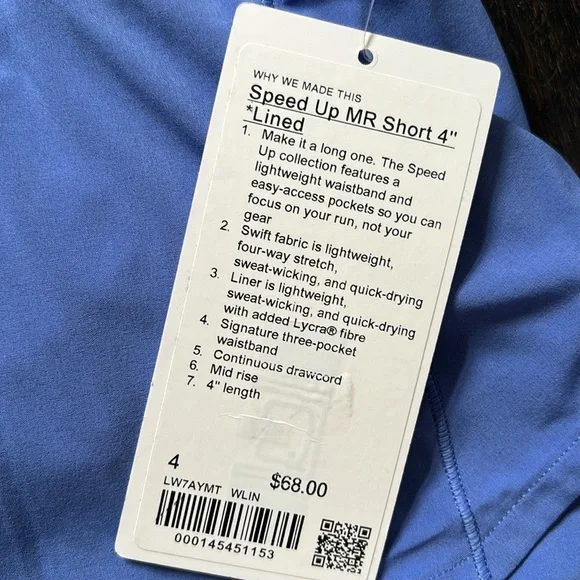 WHY WE MADE THIS
Speed Up MR Short 4"
*Lined
1. Make it a long one. The Speed
Up collection features a
lightweight waistband and
easy-access pockets so you can
focus on your run, not your
gear
2. Swift fabric is lightweight,
four-way stretch,
sweat-wicking, and quick-drying
3. Liner is lightweight,
sweat-wicking, and quick-drying
with added Lycra® fibre
4. Signature three-pocket
waistband
5. Continuous drawcord
6. Mid rise
7. 4" length
4
$68.00
LW7AYMT WLIN
000145451153